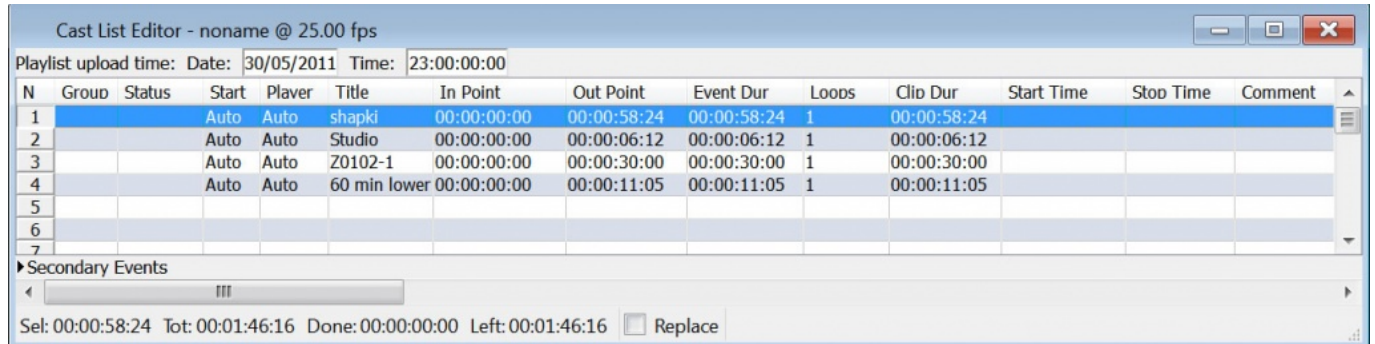 Cast List Editor - noname @ 25.00 fps
Playlist upload time: Date: 30/05/2011 Time: 23:00:00:00
N Group Status Start Player Title In Point Out Point Event Dur Loops Clip Dur Start Time Stop Time Comment
1 Auto Auto shapki 00:00:00:00 00:00:58:24 00:00:58:24 1 00:00:58:24
2 Auto Auto Studio 00:00:00:00 00:00:06:12 00:00:06:12 1 00:00:06:12
3 Auto Auto Z0102-1 00:00:00:00 00:00:30:00 00:00:30:00 1 00:00:30:00
4 Auto Auto 60 min lower 00:00:00:00 00:00:11:05 00:00:11:05 1 00:00:11:05
5
6
7
Secondary Events
Sel: 00:00:58:24 Tot: 00:01:46:16 Done: 00:00:00:00 Left: 00:01:46:16 Replace